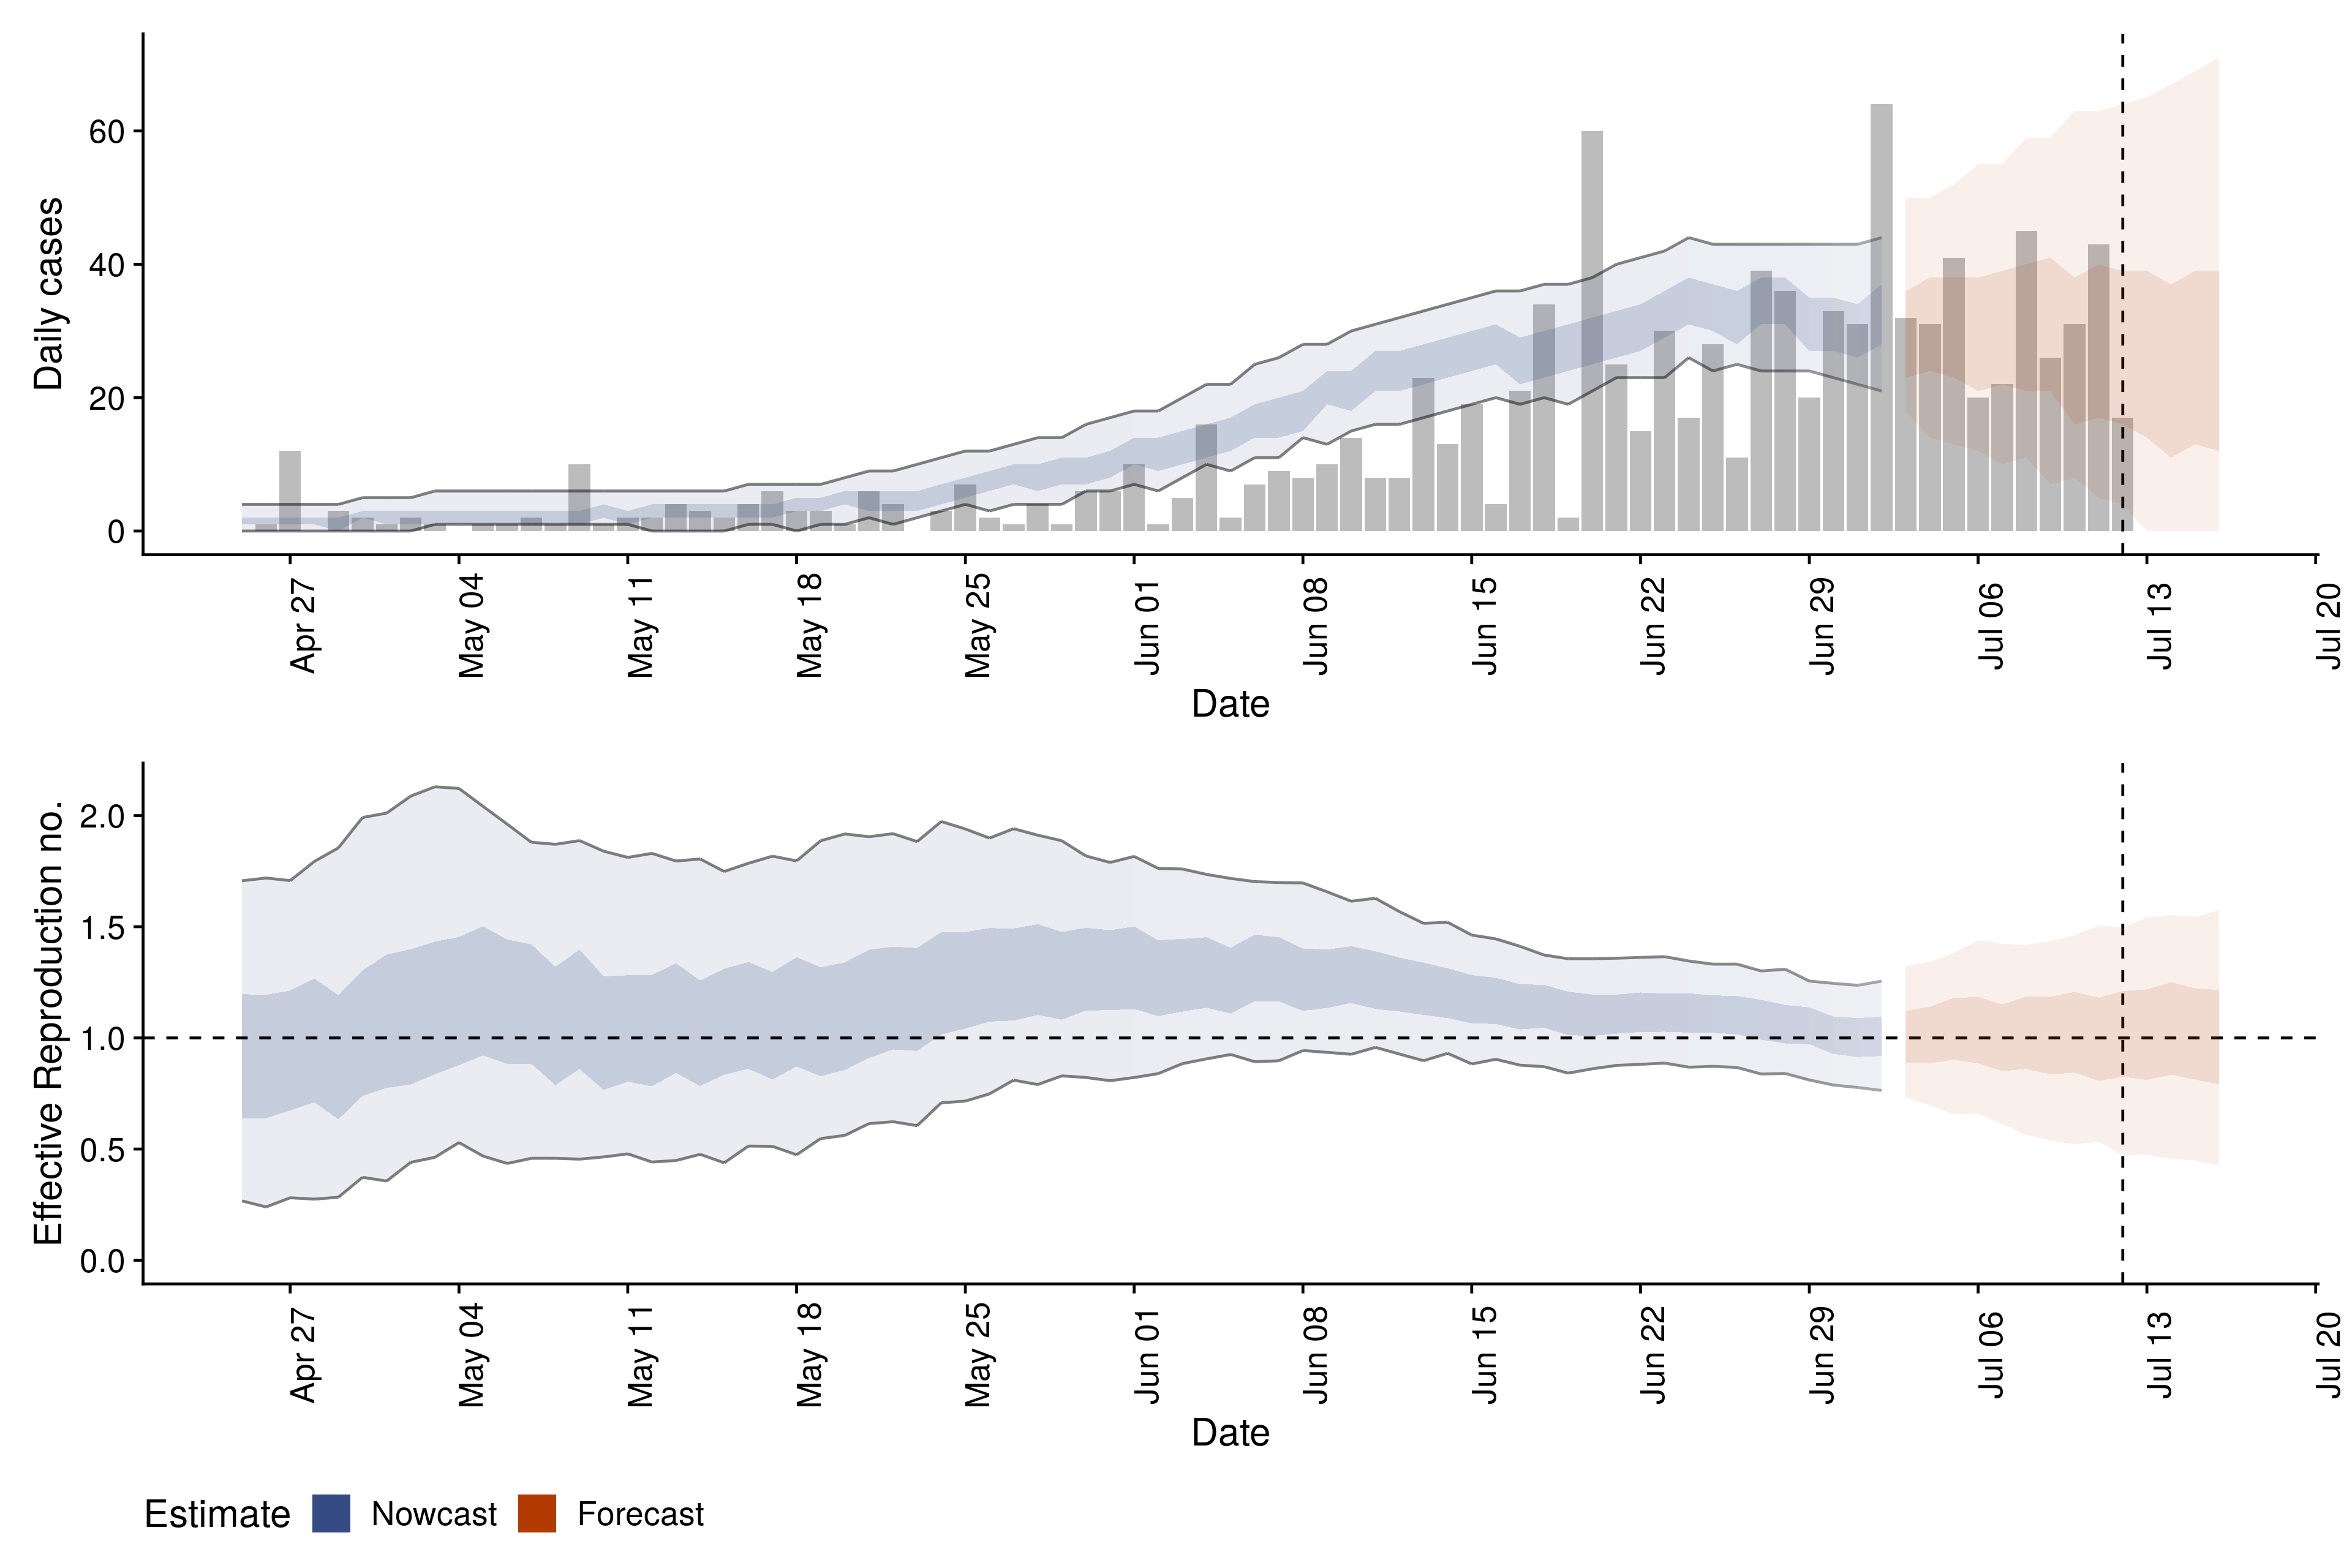 Daily cases
60
40
20
0
Apr 27
May 04
May 11
May 18
May 25
Jun 01
Jun 08
Jun 15
Jun 22
Jun 29
Jul 06
Jul 13
Jul 20
Date
Effective Reproduction no.
2.0
1.5
1.0
0.5
0.0
Apr 27
May 04
May 11
May 18
May 25
Jun 01
Jun 08
Jun 15
Jun 22
Jun 29
Jul 06
Jul 13
Jul 20
Date
Estimate Nowcast Forecast